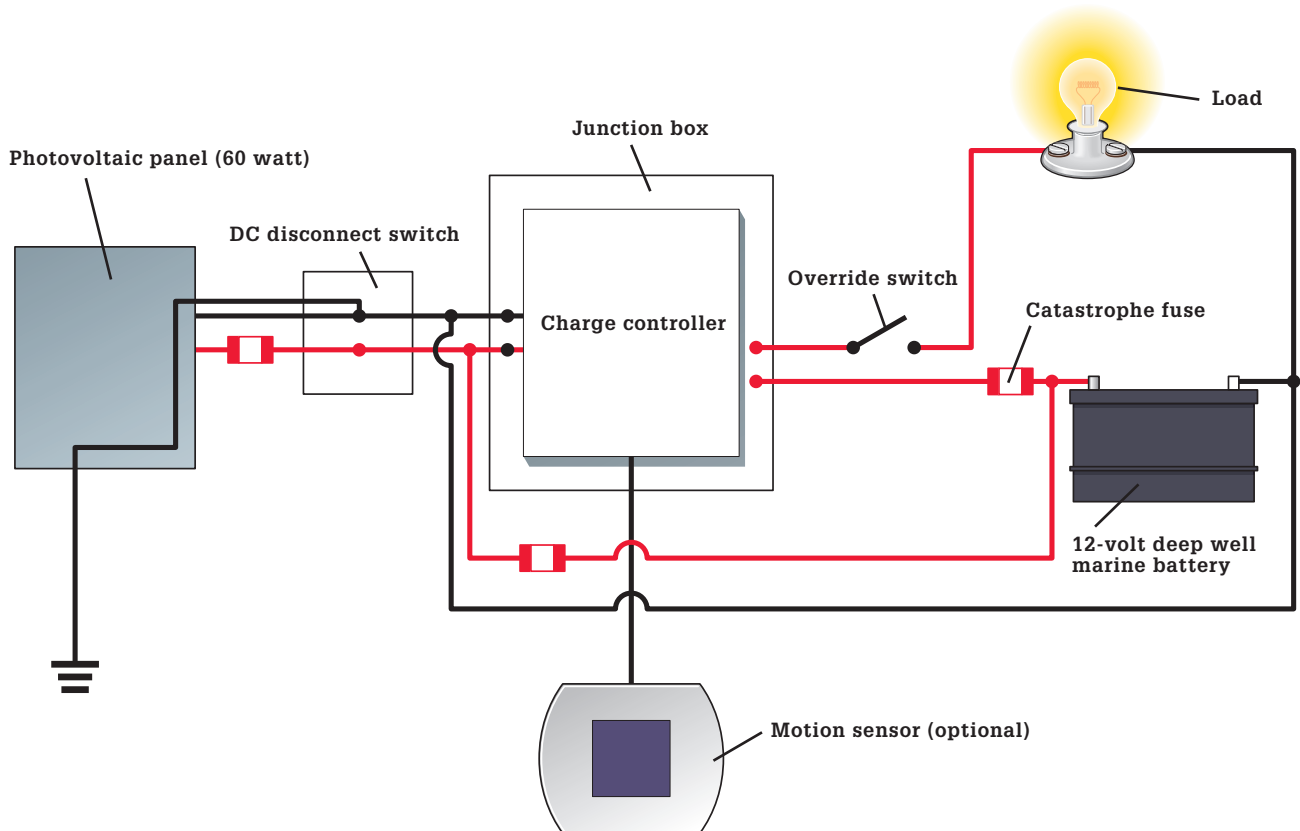 Load
Junction box
Photovoltaic panel (60 watt)
DC disconnect switch
Override switch
Catastrophe fuse
Charge controller
12-volt deep well
marine battery
Motion sensor (optional)